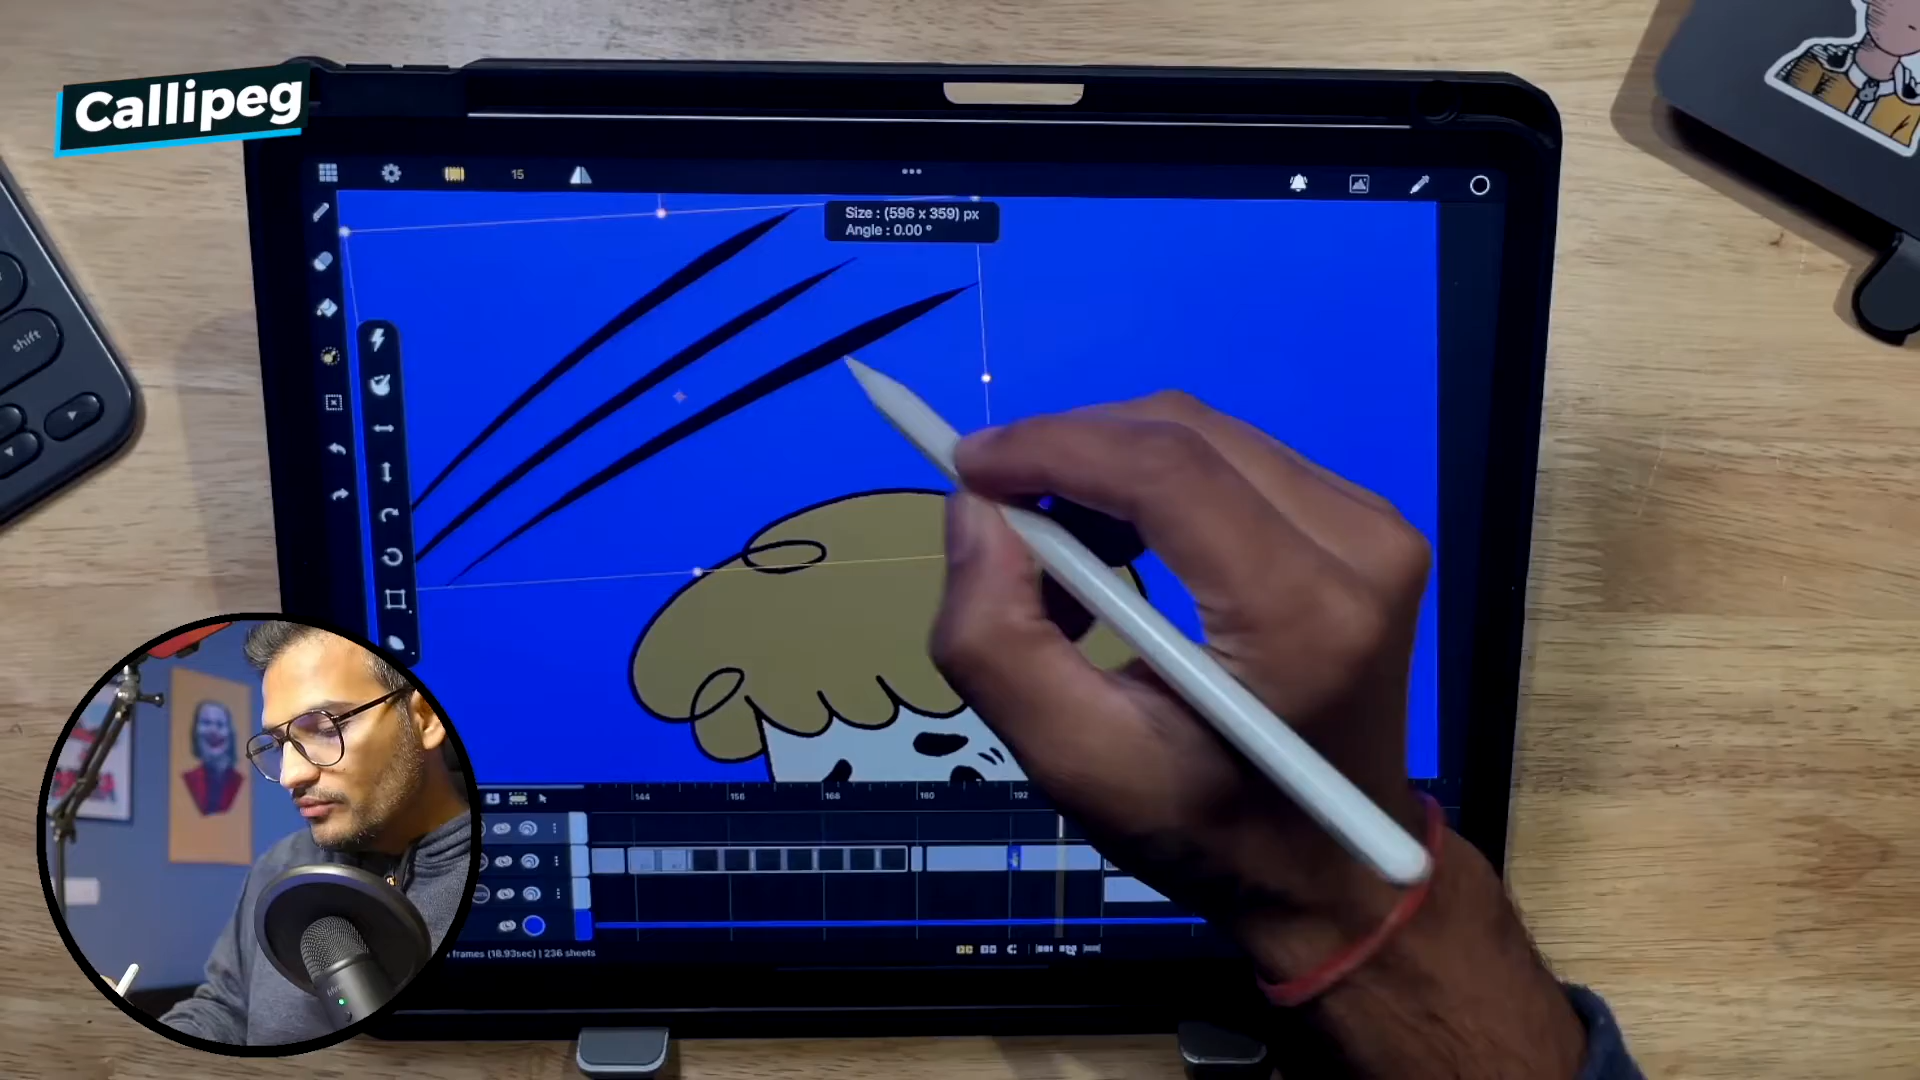 Callipeg
15
Size : (596 x 359) px
Angle : 0.00 °
shift
144
156
168
180
192
frames (18.93sec) | 236 sheets